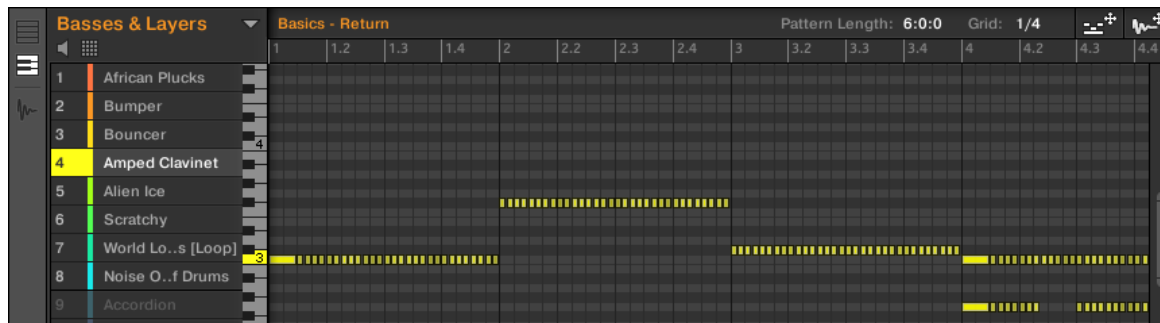 Basses & Layers
Basics - Return
Pattern Length: 6:0:0 Grid: 1/4
1 1.2 1.3 1.4 2 2.2 2.3 2.4 3 3.2 3.3 3.4 4 4.2 4.3 4.4
1 African Plucks
2 Bumper
3 Bouncer
4
4 Amped Clavinet
5 Alien Ice
6 Scratchy
7 World Lo..s [Loop]
3
8 Noise O..f Drums
9 Accordion